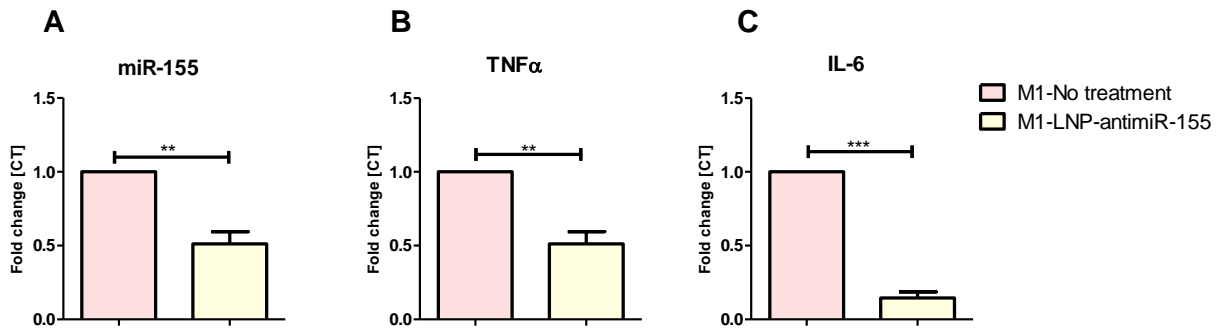 A
B
C
miR-155
TNFα
IL-6
M1-No treatment
M1-LNP-antimiR-155
Fold change [CT]
1.5
1.0
0.5
0.0
**
Fold change [CT]
1.5
1.0
0.5
0.0
**
Fold change [CT]
1.5
1.0
0.5
0.0
***